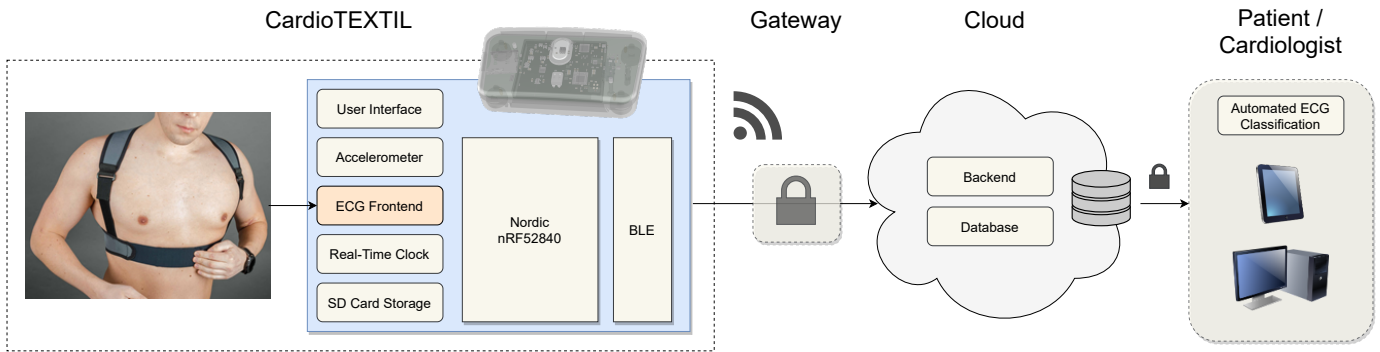 CardioTEXTIL
Gateway
Cloud
Patient /
Cardiologist
User Interface
Accelerometer
ECG Frontend
Real-Time Clock
SD Card Storage
Nordic
nRF52840
BLE
Backend
Database
Automated ECG
Classification